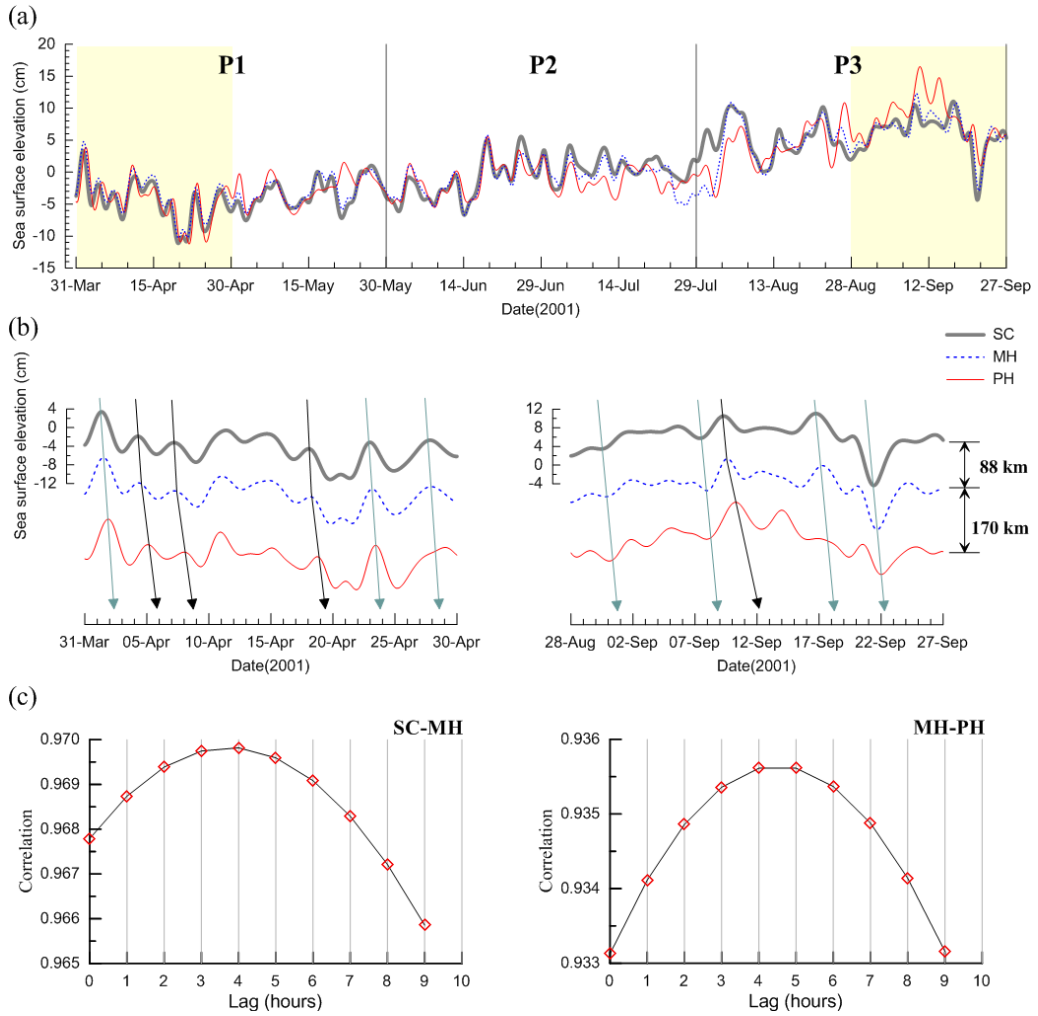 (a)
Sea surface elevation (cm)
20
15
10
5
0
-5
-10
-15
P1
P2
P3
31-Mar 15-Apr 30-Apr 15-May 30-May 14-Jun 29-Jun 14-Jul 29-Jul 13-Aug 28-Aug 12-Sep 27-Sep
Date(2001)
(b)
SC
MH
PH
Sea surface elevation (cm)
4
0
-4
-8
-12
31-Mar 05-Apr 10-Apr 15-Apr 20-Apr 25-Apr 30-Apr
Date(2001)
12
8
4
0
-4
88 km
170 km
28-Aug 02-Sep 07-Sep 12-Sep 17-Sep 22-Sep 27-Sep
Date(2001)
(c)
SC-MH
Correlation
0.970
0.969
0.968
0.967
0.966
0.965
0 1 2 3 4 5 6 7 8 9 10
Lag (hours)
MH-PH
Correlation
0.936
0.935
0.934
0.933
0 1 2 3 4 5 6 7 8 9 10
Lag (hours)